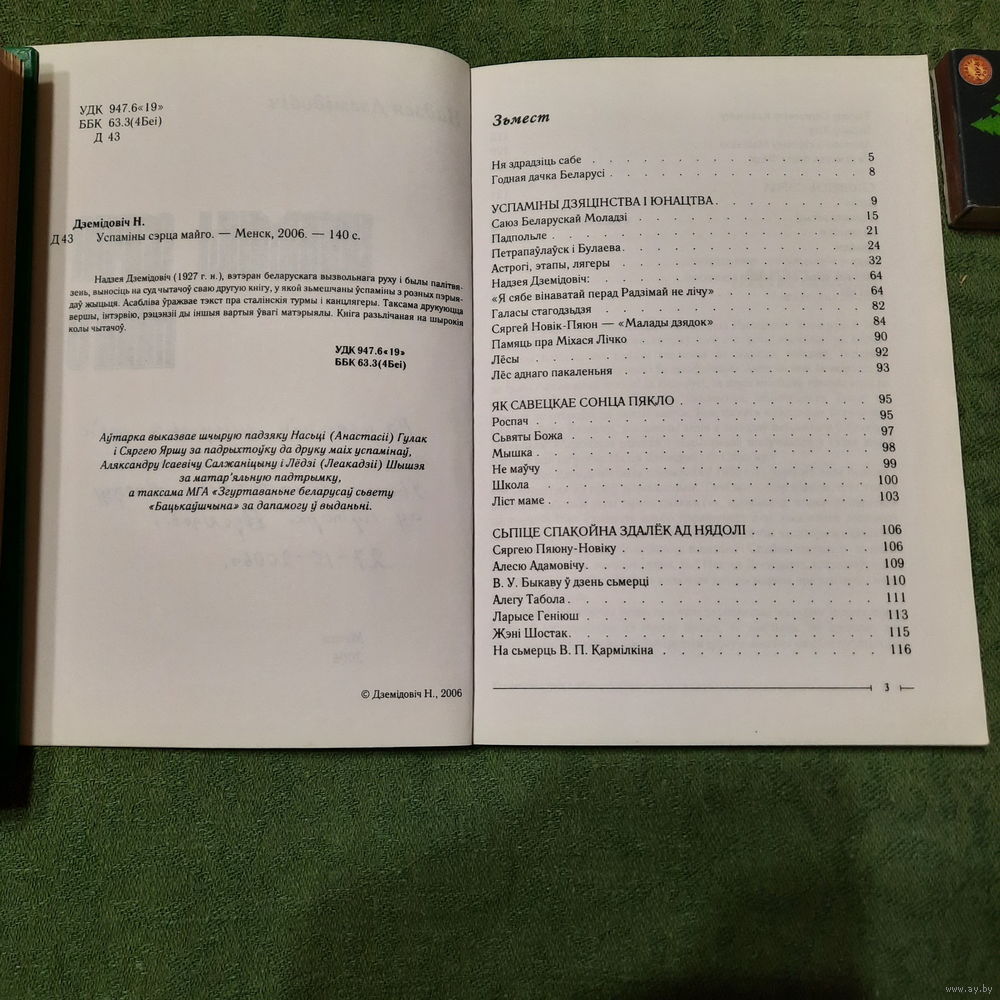 УДК 947.6«19»
ББК 63.3(4Беі)
Д 43
Дземідовіч Н.
Д 43 Успаміны сэрца майго. — Менск, 2006. — 140 с.
Надзея Дземідовіч (1927 г. н.), вэтэран беларускага вызвольнага руху і былы палітвя-
зень, выносіць на суд чытачоў сваю другую кнігу, у якой зьмешчаны ўспаміны з розных пэрыя-
даў жыцьця. Асабліва ўражвае тэкст пра сталінскія турмы і канцлягеры. Таксама друкуюцца
вершы, інтэрвію, рэцэнзіі ды іншыя вартыя ўвагі матэрыялы. Кніга разьлічаная на шырокія
колы чытачоў.
УДК 947.6«19»
ББК 63.3(4Беі)
Аўтарка выказвае шчырую падзяку Насьці (Анастасіі) Гулак
і Сяргею Яршу за падрыхтоўку да друку маіх успамінаў,
Аляксандру Ісаевічу Салжаніцыну і Лёдзі (Леакадзіі) Шышэя
за матар'яльную падтрымку,
а таксама МГА «Згуртаваньне беларусаў сьвету
«Бацькаўшчына» за дапамогу ў выданьні.
© Дземідовіч Н., 2006
Зьмест
Ня здрадзіць сабе . . . . . . . . . . . . 5
Годная дачка Беларусі . . . . . . . . . . . 8
УСПАМІНЫ ДЗЯЦІНСТВА І ЮНАЦТВА . . . . . . 9
Саюз Беларускай Моладзі . . . . . . . . . . 15
Падпольле . . . . . . . . . . . . . 21
Петрапаўлаўск і Булаева . . . . . . . . . . 24
Астрогі, этапы, лягеры . . . . . . . . . . 32
Надзея Дземідовіч: . . . . . . . . . . . 64
«Я сябе вінаватай перад Радзімай не лічу» . . . . . . 64
Галасы стагодзьдзя . . . . . . . . . . . 82
Сяргей Новік-Пяюн — «Малады дзядок» . . . . . . 84
Памяць пра Міхася Лічко . . . . . . . . . . 90
Лёсы . . . . . . . . . . . . . . 92
Лёс аднаго пакаленьня . . . . . . . . . . 93
ЯК САВЕЦКАЕ СОНЦА ПЯКЛО . . . . . . . . 95
Роспач . . . . . . . . . . . . . . 95
Сьвяты Божа . . . . . . . . . . . . 97
Мышка . . . . . . . . . . . . . . 98
Не маўчу . . . . . . . . . . . . . 99
Школа . . . . . . . . . . . . . . 100
Ліст маме . . . . . . . . . . . . . 103
СЬПІЦЕ СПАКОЙНА ЗДАЛЁК АД НЯДОЛІ . . . . . 106
Сяргею Пяюну-Новіку . . . . . . . . . . 106
Алесю Адамовічу . . . . . . . . . . . 109
В. У. Быкаву ў дзень сьмерці . . . . . . . . 110
Алегу Табола . . . . . . . . . . . . 111
Ларысе Геніюш . . . . . . . . . . . . 113
Жэні Шостак . . . . . . . . . . . . 115
На сьмерць В. П. Кармілкіна . . . . . . . . 116
3
www.ay.by